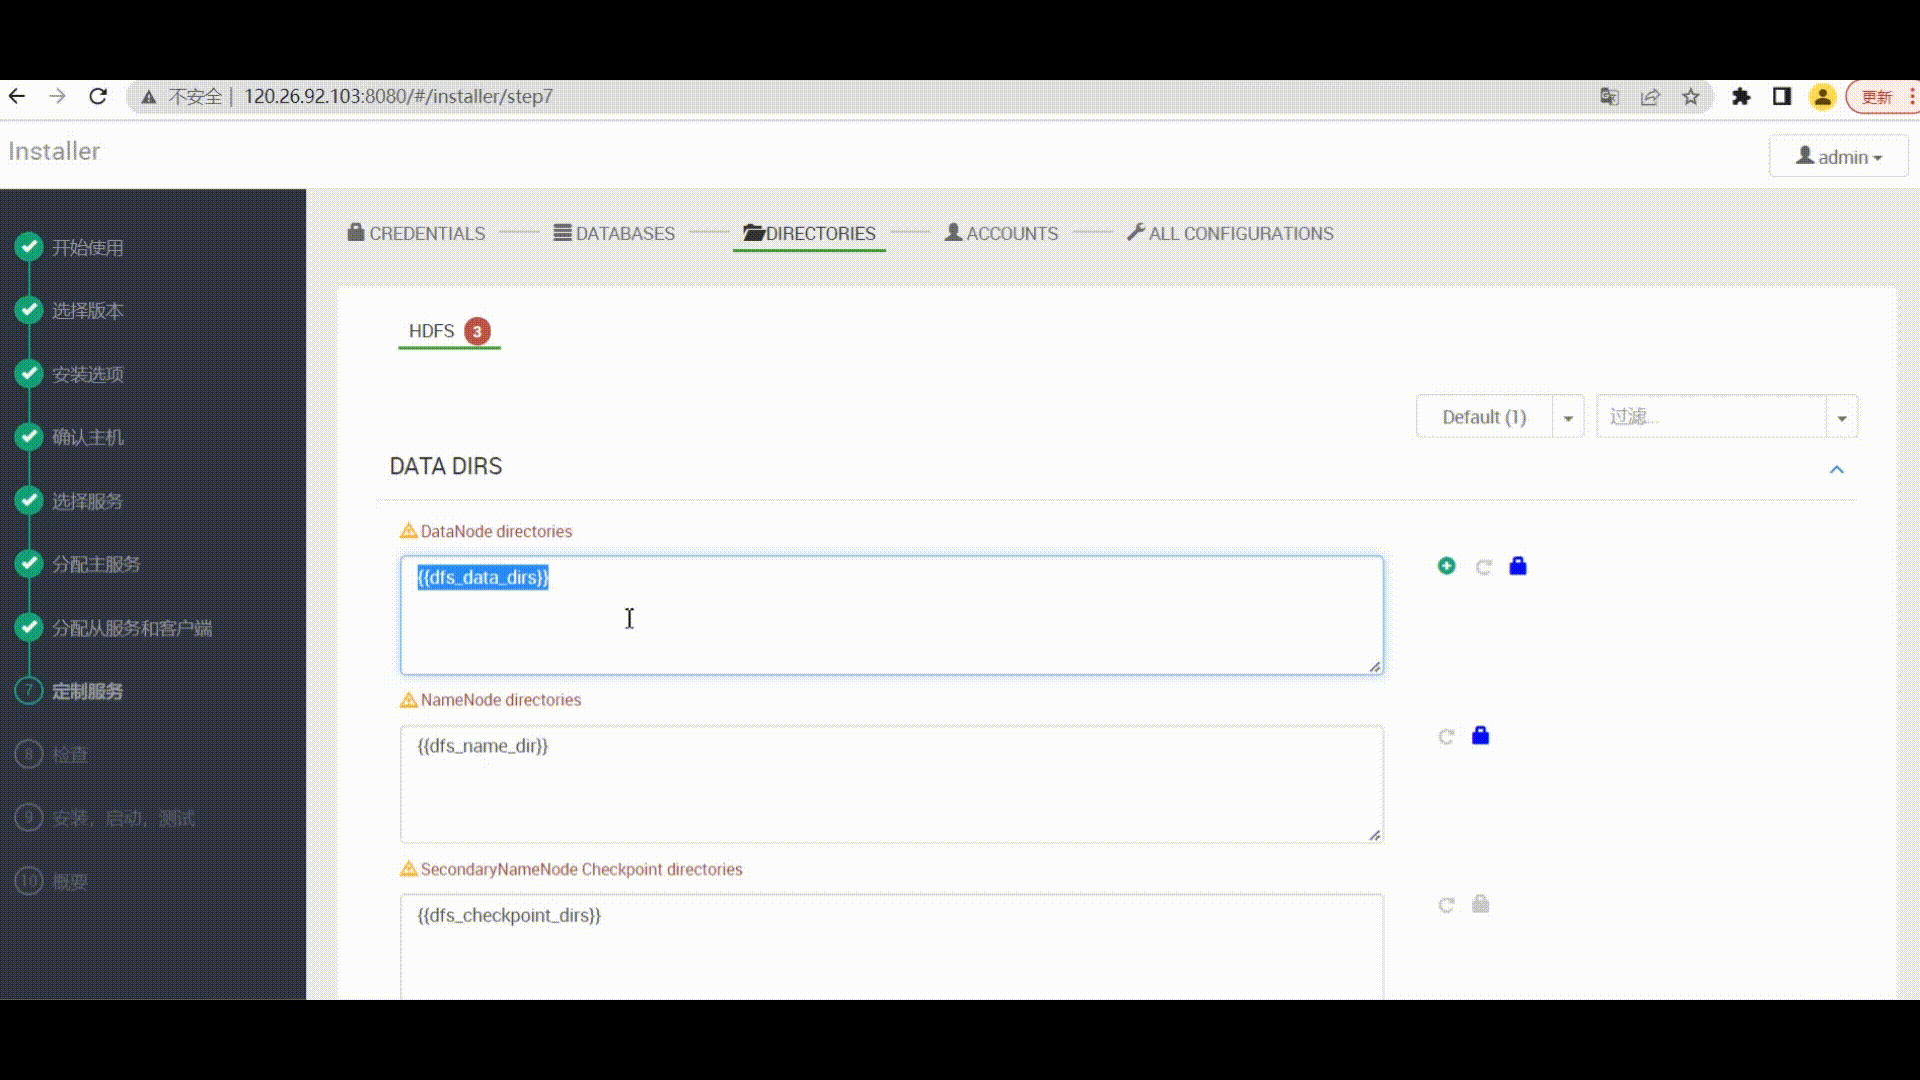 不安全 | 120.26.92.103:8080/#/installer/step7
更新
Installer
admin
开始使用
选择版本
安装选项
确认主机
选择服务
分配主服务
分配从服务和客户端
7 定制服务
8 检查
9 安装，启动，测试
10 概要
CREDENTIALS
DATABASES
DIRECTORIES
ACCOUNTS
ALL CONFIGURATIONS
HDFS 3
Default (1)
过滤...
DATA DIRS
DataNode directories
{{dfs_data_dirs}}
NameNode directories
{{dfs_name_dir}}
SecondaryNameNode Checkpoint directories
{{dfs_checkpoint_dirs}}